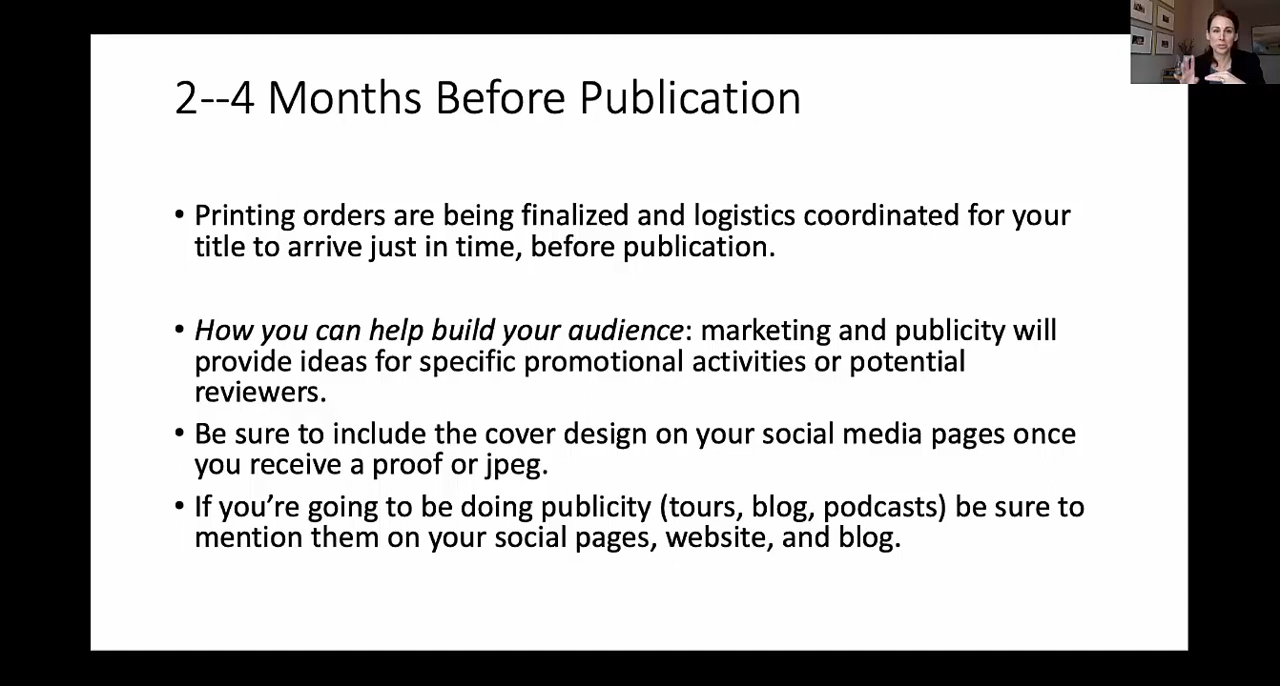 2--4 Months Before Publication
• Printing orders are being finalized and logistics coordinated for your
title to arrive just in time, before publication.
• How you can help build your audience: marketing and publicity will
provide ideas for specific promotional activities or potential
reviewers.
• Be sure to include the cover design on your social media pages once
you receive a proof or jpeg.
• If you’re going to be doing publicity (tours, blog, podcasts) be sure to
mention them on your social pages, website, and blog.